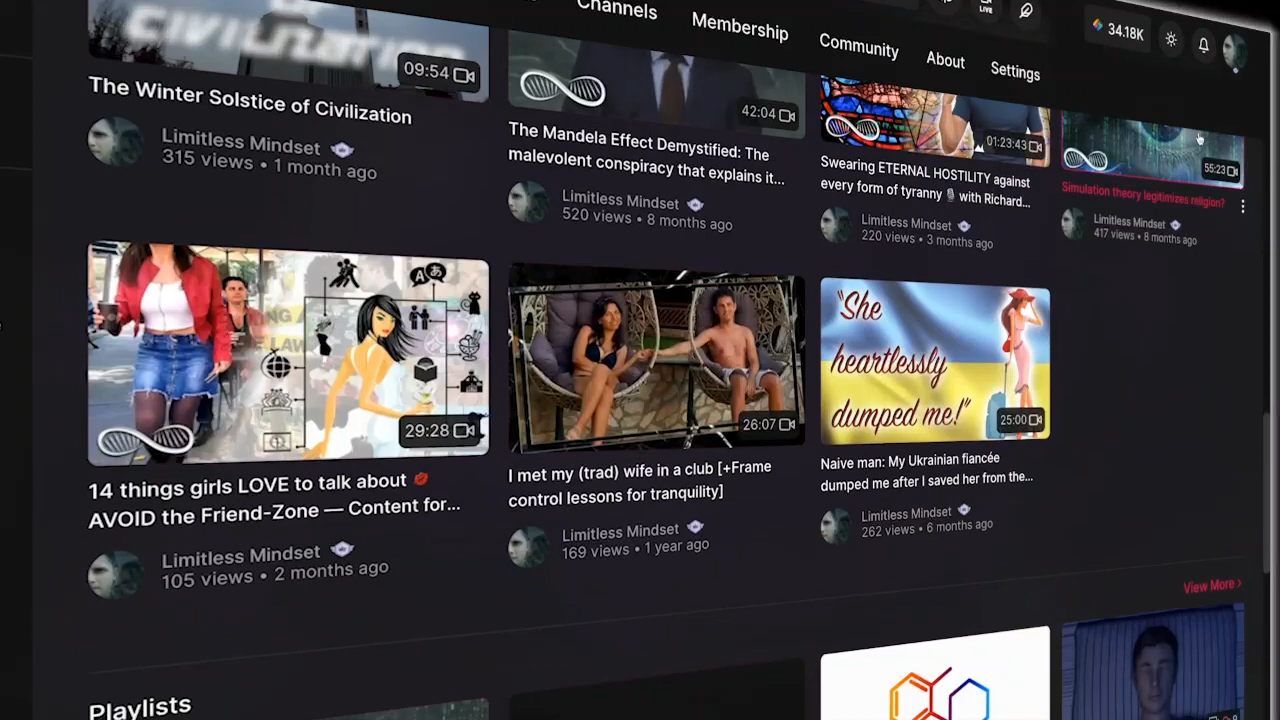 Channels
Membership
Community
About
Settings
LIVE
34.18K
CIVILIZATION
09:54
The Winter Solstice of Civilization
Limitless Mindset
315 views • 1 month ago
42:04
The Mandela Effect Demystified: The
malevolent conspiracy that explains it...
Limitless Mindset
520 views • 8 months ago
01:23:43
Swearing ETERNAL HOSTILITY against
every form of tyranny 🎙 with Richard...
Limitless Mindset
220 views • 3 months ago
55:23
Simulation theory legitimizes religion?
Limitless Mindset
417 views • 8 months ago
29:28
14 things girls LOVE to talk about 💋
AVOID the Friend-Zone — Content for...
Limitless Mindset
105 views • 2 months ago
26:07
I met my (trad) wife in a club [+Frame
control lessons for tranquility]
Limitless Mindset
169 views • 1 year ago
"She
heartlessly
dumped me!"
25:00
Naive man: My Ukrainian fiancée
dumped me after I saved her from the...
Limitless Mindset
262 views • 6 months ago
View More
Playlists